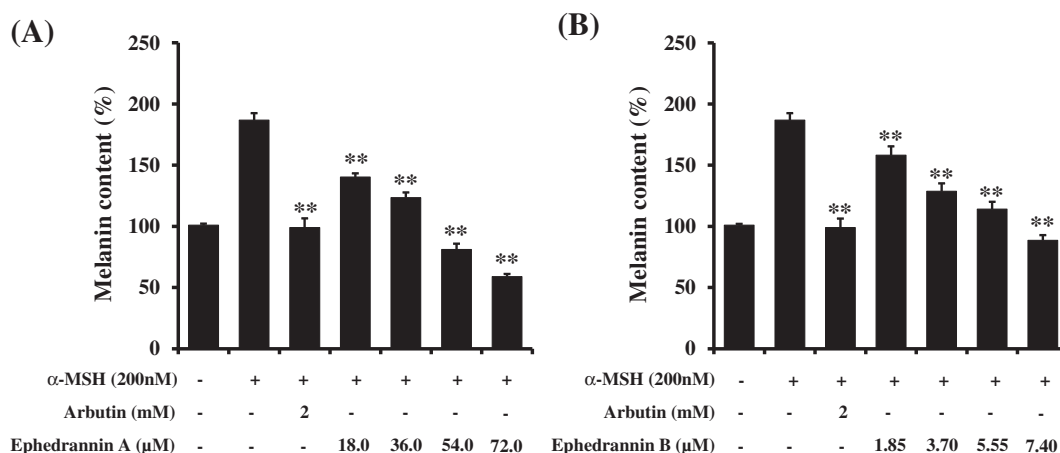 (A)
Melanin content (%)
250
200
150
100
50
0
** ** ** ** **
α-MSH (200nM) - + + + + + +
Arbutin (mM) - - 2 - - - -
Ephedrannin A (μM) - - - 18.0 36.0 54.0 72.0
(B)
Melanin content (%)
250
200
150
100
50
0
** ** ** ** **
α-MSH (200nM) - + + + + + +
Arbutin (mM) - - 2 - - - -
Ephedrannin B (μM) - - - 1.85 3.70 5.55 7.40